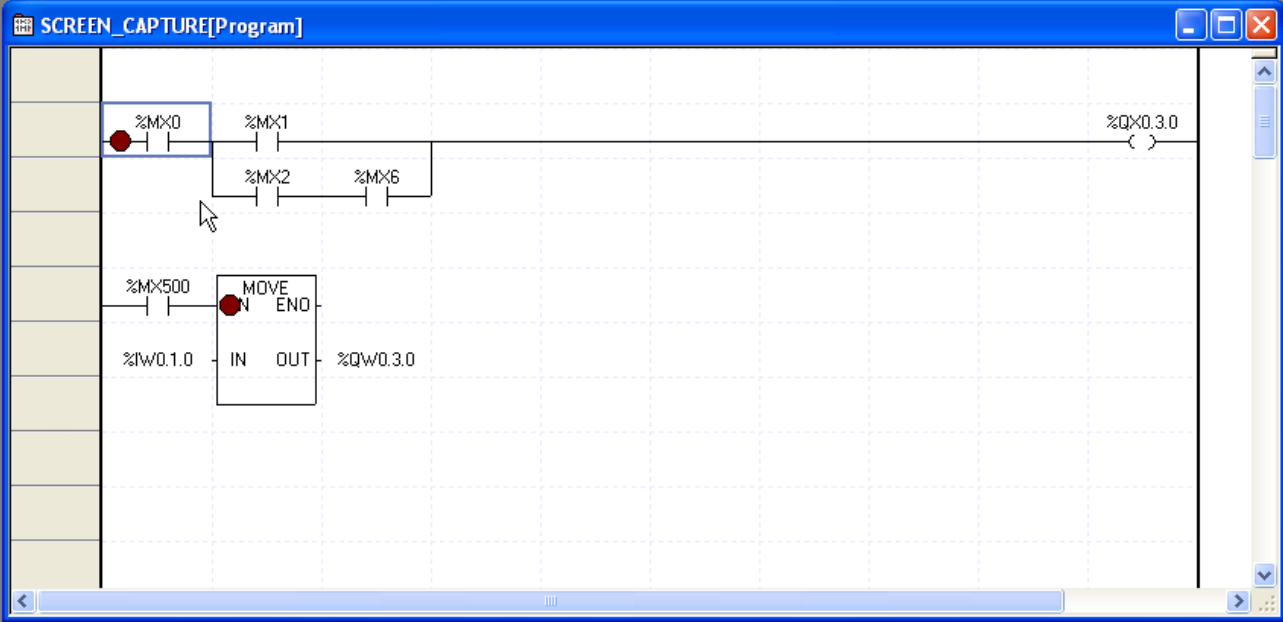 SCREEN_CAPTURE[Program]
%MX0 %MX1 %QX0.3.0
%MX2 %MX6
%MX500 MOVE
N ENO
%IW0.1.0 IN OUT %QW0.3.0